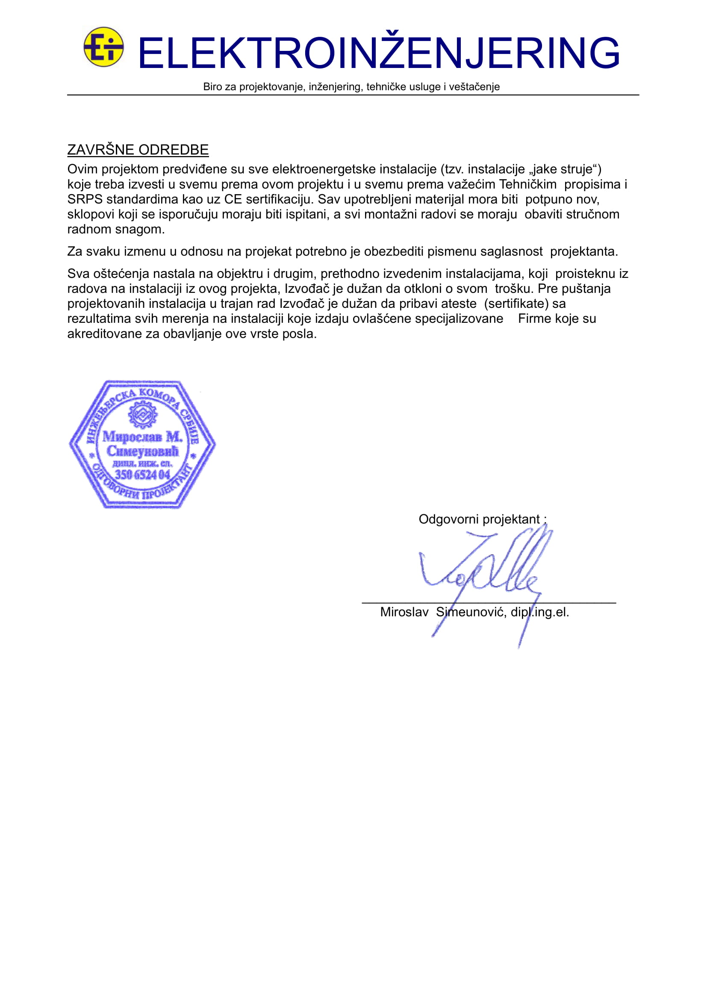 Ei ELEKTROINŽENJERING
Biro za projektovanje, inženjering, tehničke usluge i veštačenje
ZAVRŠNE ODREDBE
Ovim projektom predviđene su sve elektroenergetske instalacije (tzv. instalacije „jake struje“)
koje treba izvesti u svemu prema ovom projektu i u svemu prema važećim Tehničkim propisima i
SRPS standardima kao uz CE sertifikaciju. Sav upotrebljeni materijal mora biti potpuno nov,
sklopovi koji se isporučuju moraju biti ispitani, a svi montažni radovi se moraju obaviti stručnom
radnom snagom.
Za svaku izmenu u odnosu na projekat potrebno je obezbediti pismenu saglasnost projektanta.
Sva oštećenja nastala na objektru i drugim, prethodno izvedenim instalacijama, koji proisteknu iz
radova na instalaciji iz ovog projekta, Izvođač je dužan da otkloni o svom trošku. Pre puštanja
projektovanih instalacija u trajan rad Izvođač je dužan da pribavi ateste (sertifikate) sa
rezultatima svih merenja na instalaciji koje izdaju ovlašćene specijalizovane Firme koje su
akreditovane za obavljanje ove vrste posla.
ИНЖЕЊЕРСКА КОМОРА СРБИЈЕ
Мирослав М.
Симеуновић
дипл. инж. ел.
350 6524 04
* ОДГОВОРНИ ПРОЈЕКТАНТ *
Odgovorni projektant :
Miroslav Simeunović, dipl.ing.el.